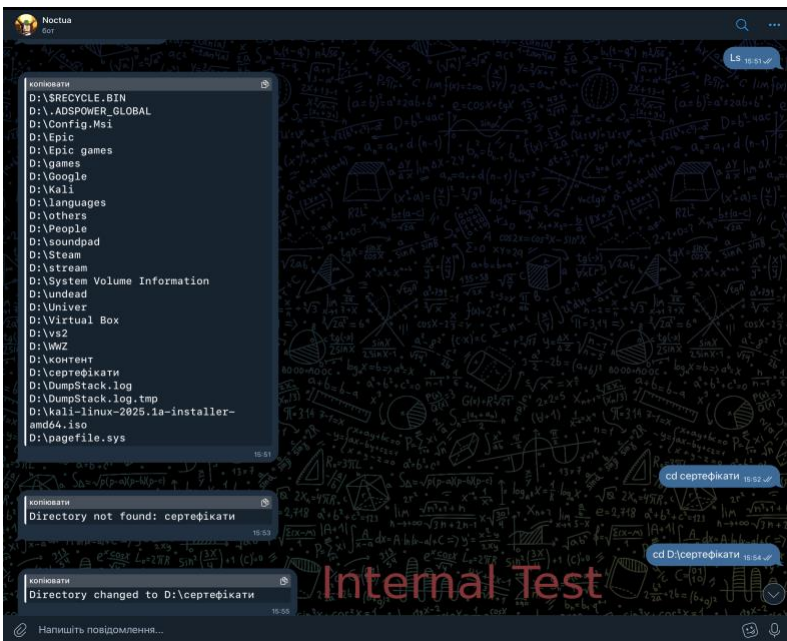 Noctua
бот
Ls 15:51
копіювати
D:\$RECYCLE.BIN
D:\.ADSPOWER_GLOBAL
D:\Config.Msi
D:\Epic
D:\Epic games
D:\games
D:\Google
D:\Kali
D:\languages
D:\others
D:\People
D:\soundpad
D:\Steam
D:\stream
D:\System Volume Information
D:\undead
D:\Univer
D:\Virtual Box
D:\vs2
D:\WWZ
D:\контент
D:\сертефікати
D:\DumpStack.log
D:\DumpStack.log.tmp
D:\kali-linux-2025.1a-installer-
amd64.iso
D:\pagefile.sys
15:51
cd сертефікати 15:52
копіювати
Directory not found: сертефікати
15:53
cd D:\сертефікати 15:54
копіювати
Directory changed to D:\сертефікати
15:55
Internal Test
Напишіть повідомлення...